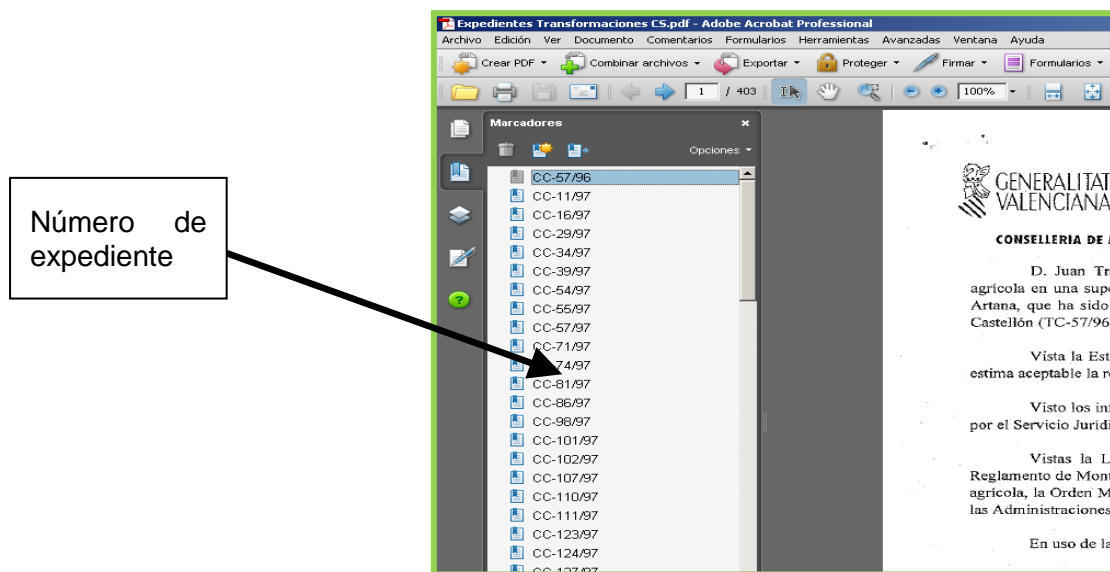 Número de
expediente
Expedientes Transformaciones CS.pdf - Adobe Acrobat Professional
Archivo Edición Ver Documento Comentarios Formularios Herramientas Avanzadas Ventana Ayuda
Crear PDF Combinar archivos Exportar Proteger Firmar Formularios
1 / 403 100%
Marcadores
Opciones
CC-57/96
CC-11/97
CC-16/97
CC-29/97
CC-34/97
CC-39/97
CC-54/97
CC-55/97
CC-57/97
CC-71/97
74/97
CC-81/97
CC-86/97
CC-98/97
CC-101/97
CC-102/97
CC-107/97
CC-110/97
CC-111/97
CC-123/97
CC-124/97
CC-127/97
GENERALITAT
VALENCIANA
CONSELLERIA DE
D. Juan Tr
agrícola en una supe
Artana, que ha sido
Castellón (TC-57/96
Vista la Est
estima aceptable la r
Visto los in
por el Servicio Juridi
Vistas la L
Reglamento de Mont
agrícola, la Orden M
las Administraciones
En uso de la